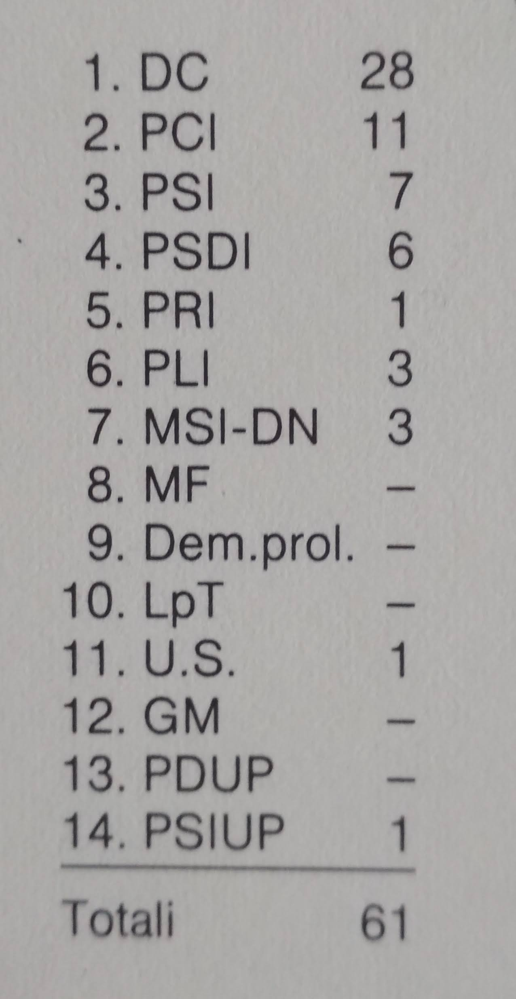 1. DC 28
2. PCI 11
3. PSI 7
4. PSDI 6
5. PRI 1
6. PLI 3
7. MSI-DN 3
8. MF –
9. Dem.prol. –
10. LpT –
11. U.S. 1
12. GM –
13. PDUP –
14. PSIUP 1
Totali 61